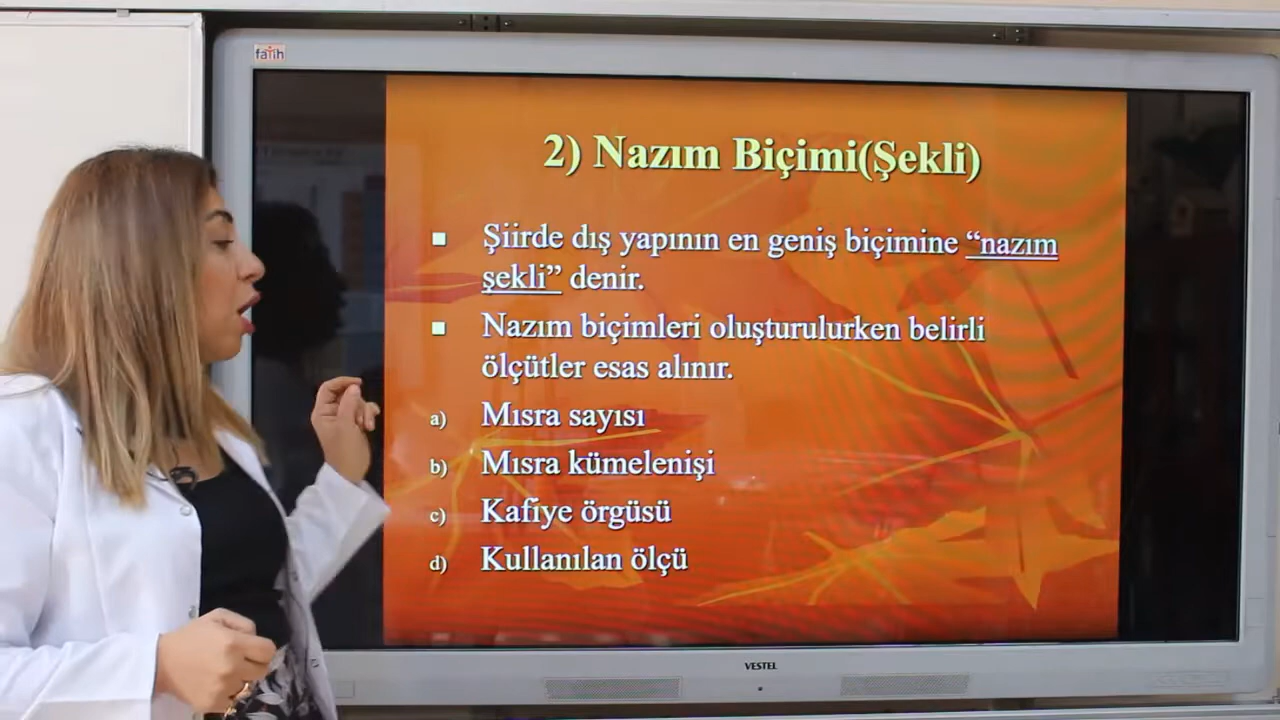 fatih
2) Nazım Biçimi(Şekli)
Şiirde dış yapının en geniş biçimine “nazım
şekli” denir.
Nazım biçimleri oluşturulurken belirli
ölçütler esas alınır.
a) Mısra sayısı
b) Mısra kümelenişi
c) Kafiye örgüsü
d) Kullanılan ölçü
VESTEL